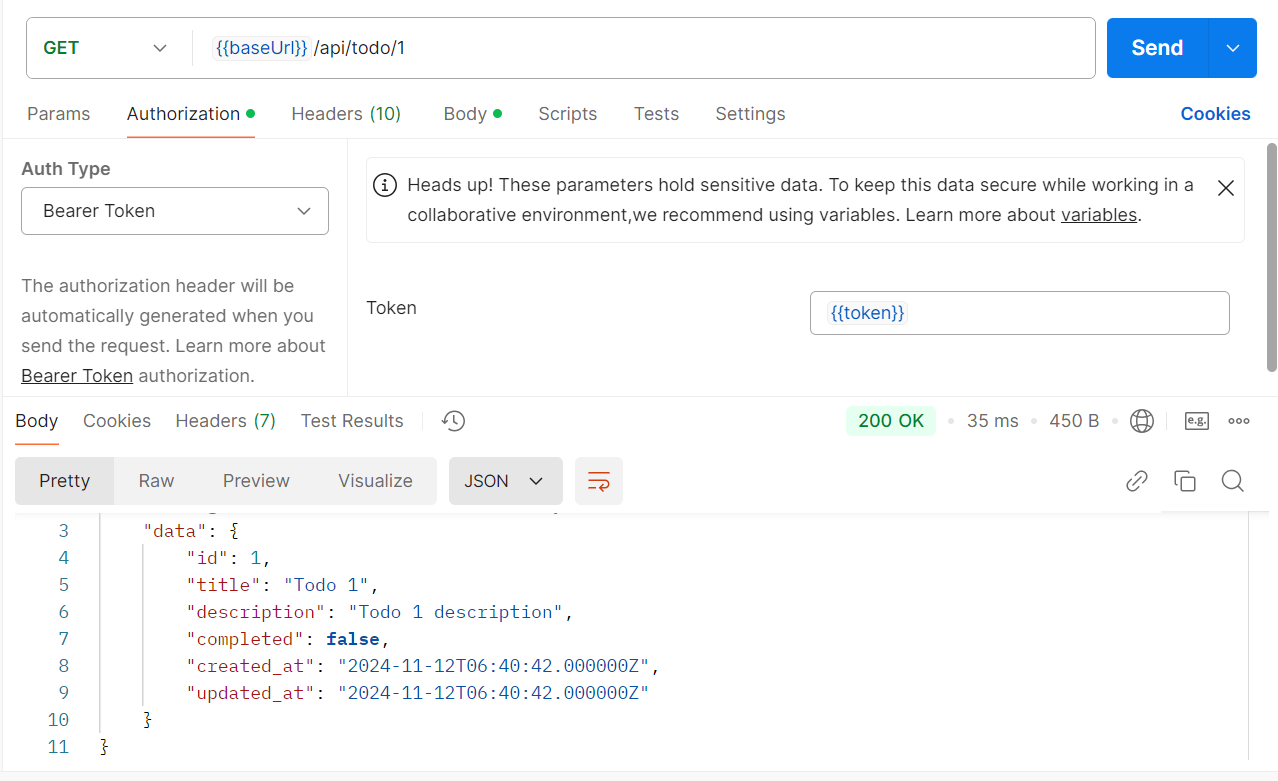 GET {{baseUrl}} /api/todo/1 Send
Params Authorization Headers (10) Body Scripts Tests Settings Cookies
Auth Type
Bearer Token
The authorization header will be
automatically generated when you
send the request. Learn more about
Bearer Token authorization.
Heads up! These parameters hold sensitive data. To keep this data secure while working in a
collaborative environment,we recommend using variables. Learn more about variables.
Token {{token}}
Body Cookies Headers (7) Test Results 200 OK 35 ms 450 B e.g.
Pretty Raw Preview Visualize JSON
3 "data": {
4 "id": 1,
5 "title": "Todo 1",
6 "description": "Todo 1 description",
7 "completed": false,
8 "created_at": "2024-11-12T06:40:42.000000Z",
9 "updated_at": "2024-11-12T06:40:42.000000Z"
10 }
11 }